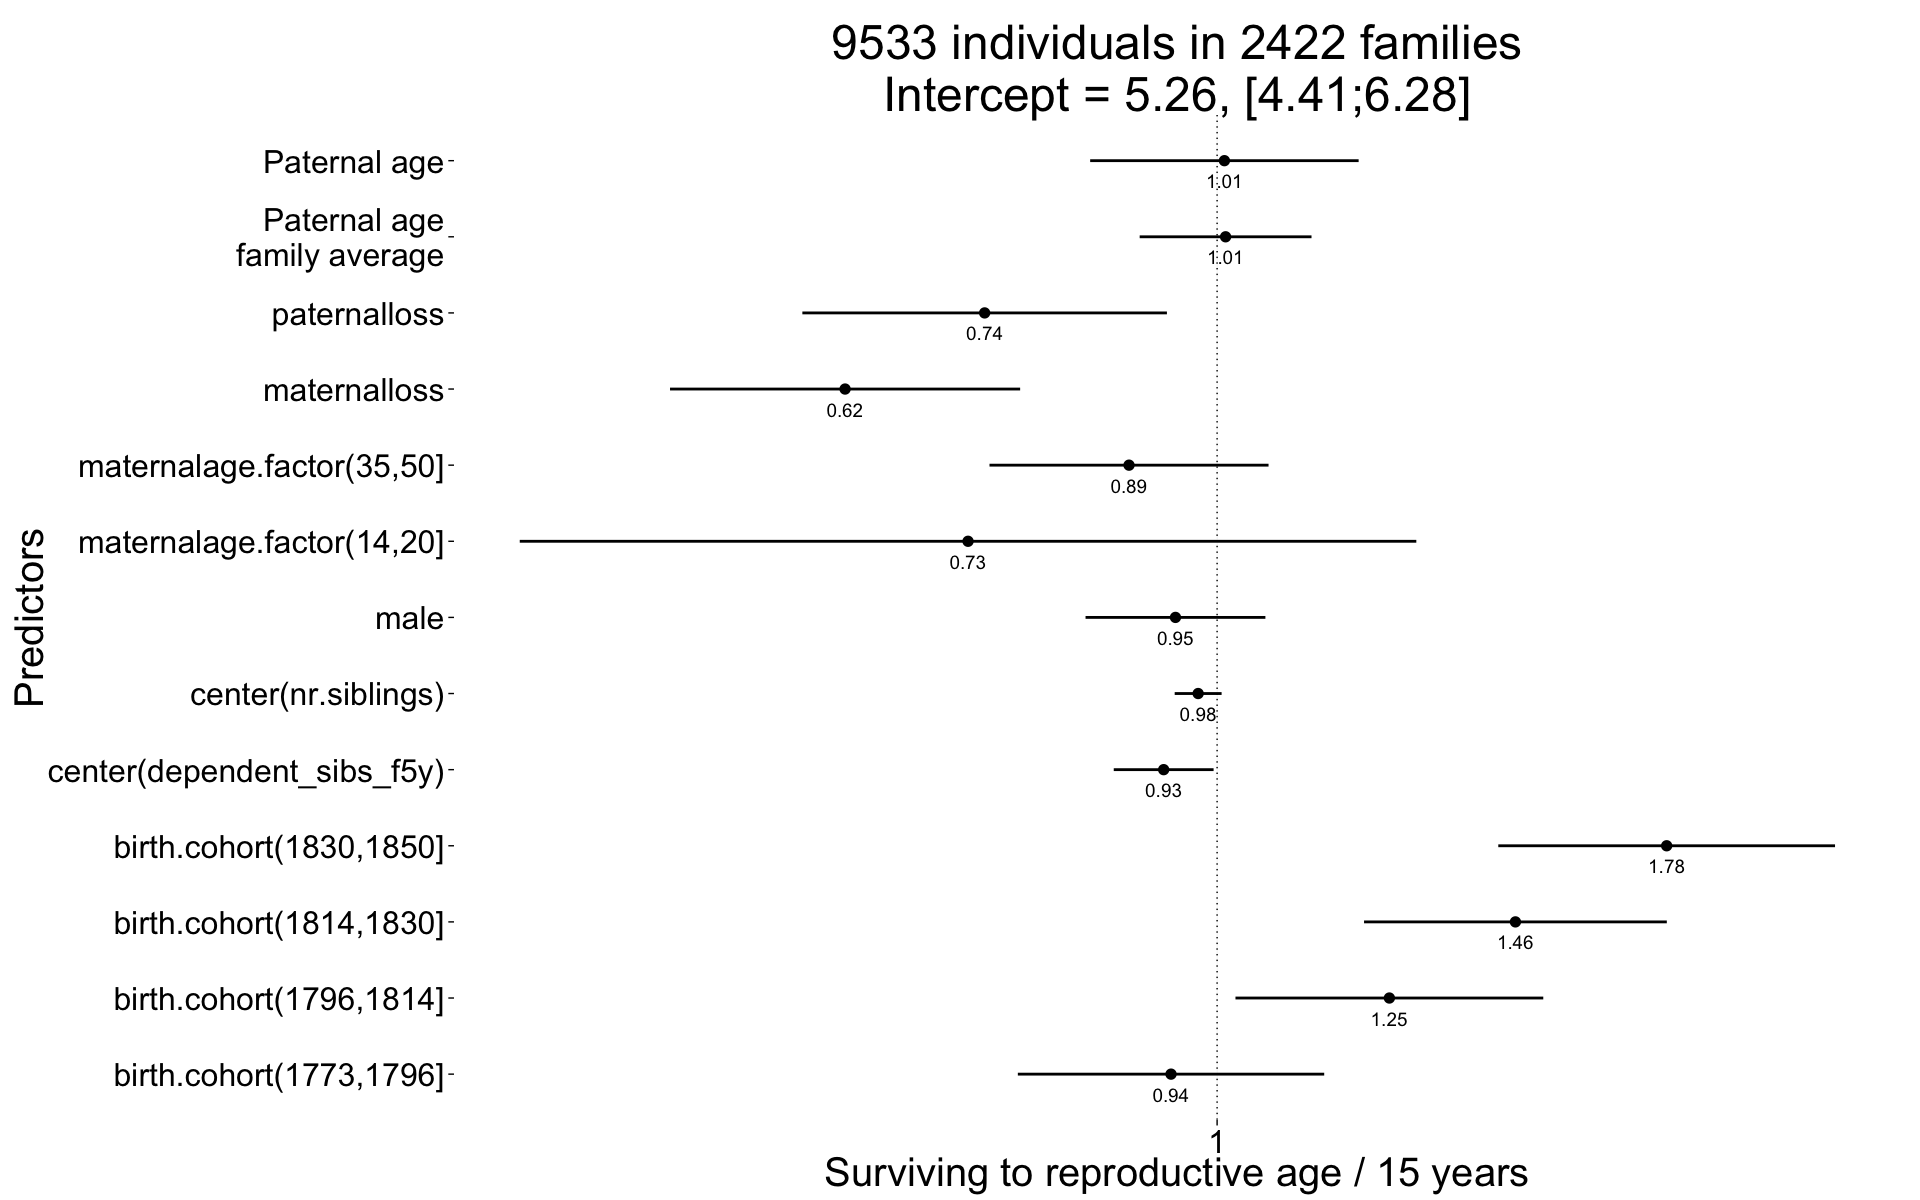 9533 individuals in 2422 families
Intercept = 5.26, [4.41;6.28]
Paternal age
1.01
Paternal age
family average
1.01
paternalloss
0.74
maternalloss
0.62
maternalage.factor(35,50]
0.89
maternalage.factor(14,20]
0.73
male
0.95
center(nr.siblings)
0.98
center(dependent_sibs_f5y)
0.93
birth.cohort(1830,1850]
1.78
birth.cohort(1814,1830]
1.46
birth.cohort(1796,1814]
1.25
birth.cohort(1773,1796]
0.94
Predictors
1
Surviving to reproductive age / 15 years